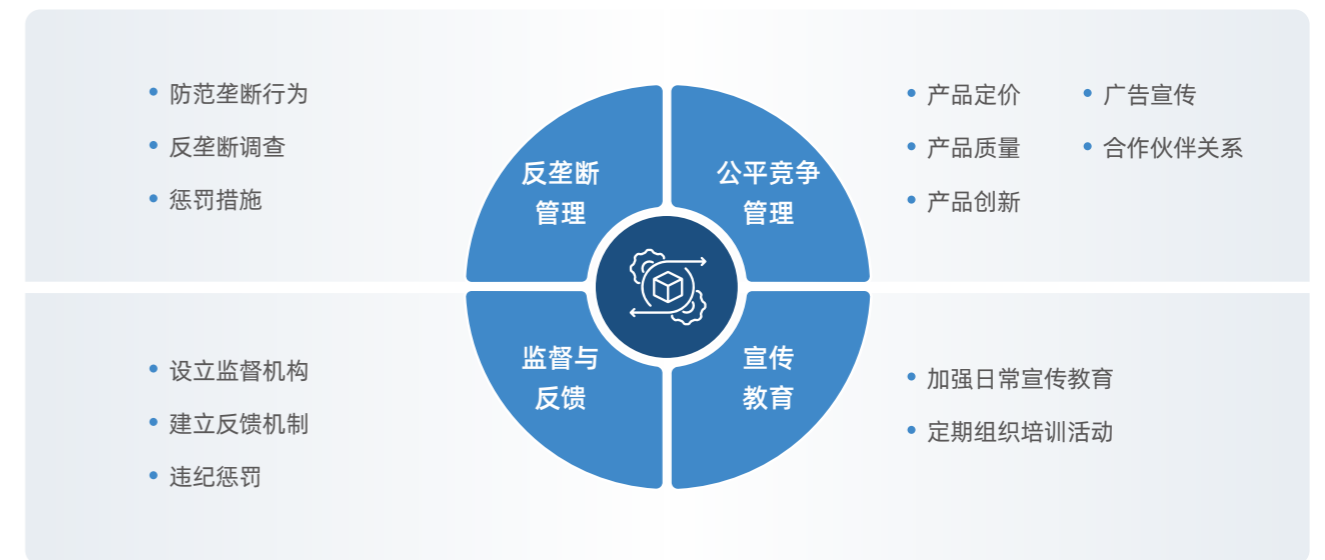 防范垄断行为
反垄断调查
惩罚措施
反垄断
管理
公平竞争
管理
产品定价
产品质量
产品创新
广告宣传
合作伙伴关系
设立监督机构
建立反馈机制
违纪惩罚
监督与
反馈
宣传
教育
加强日常宣传教育
定期组织培训活动